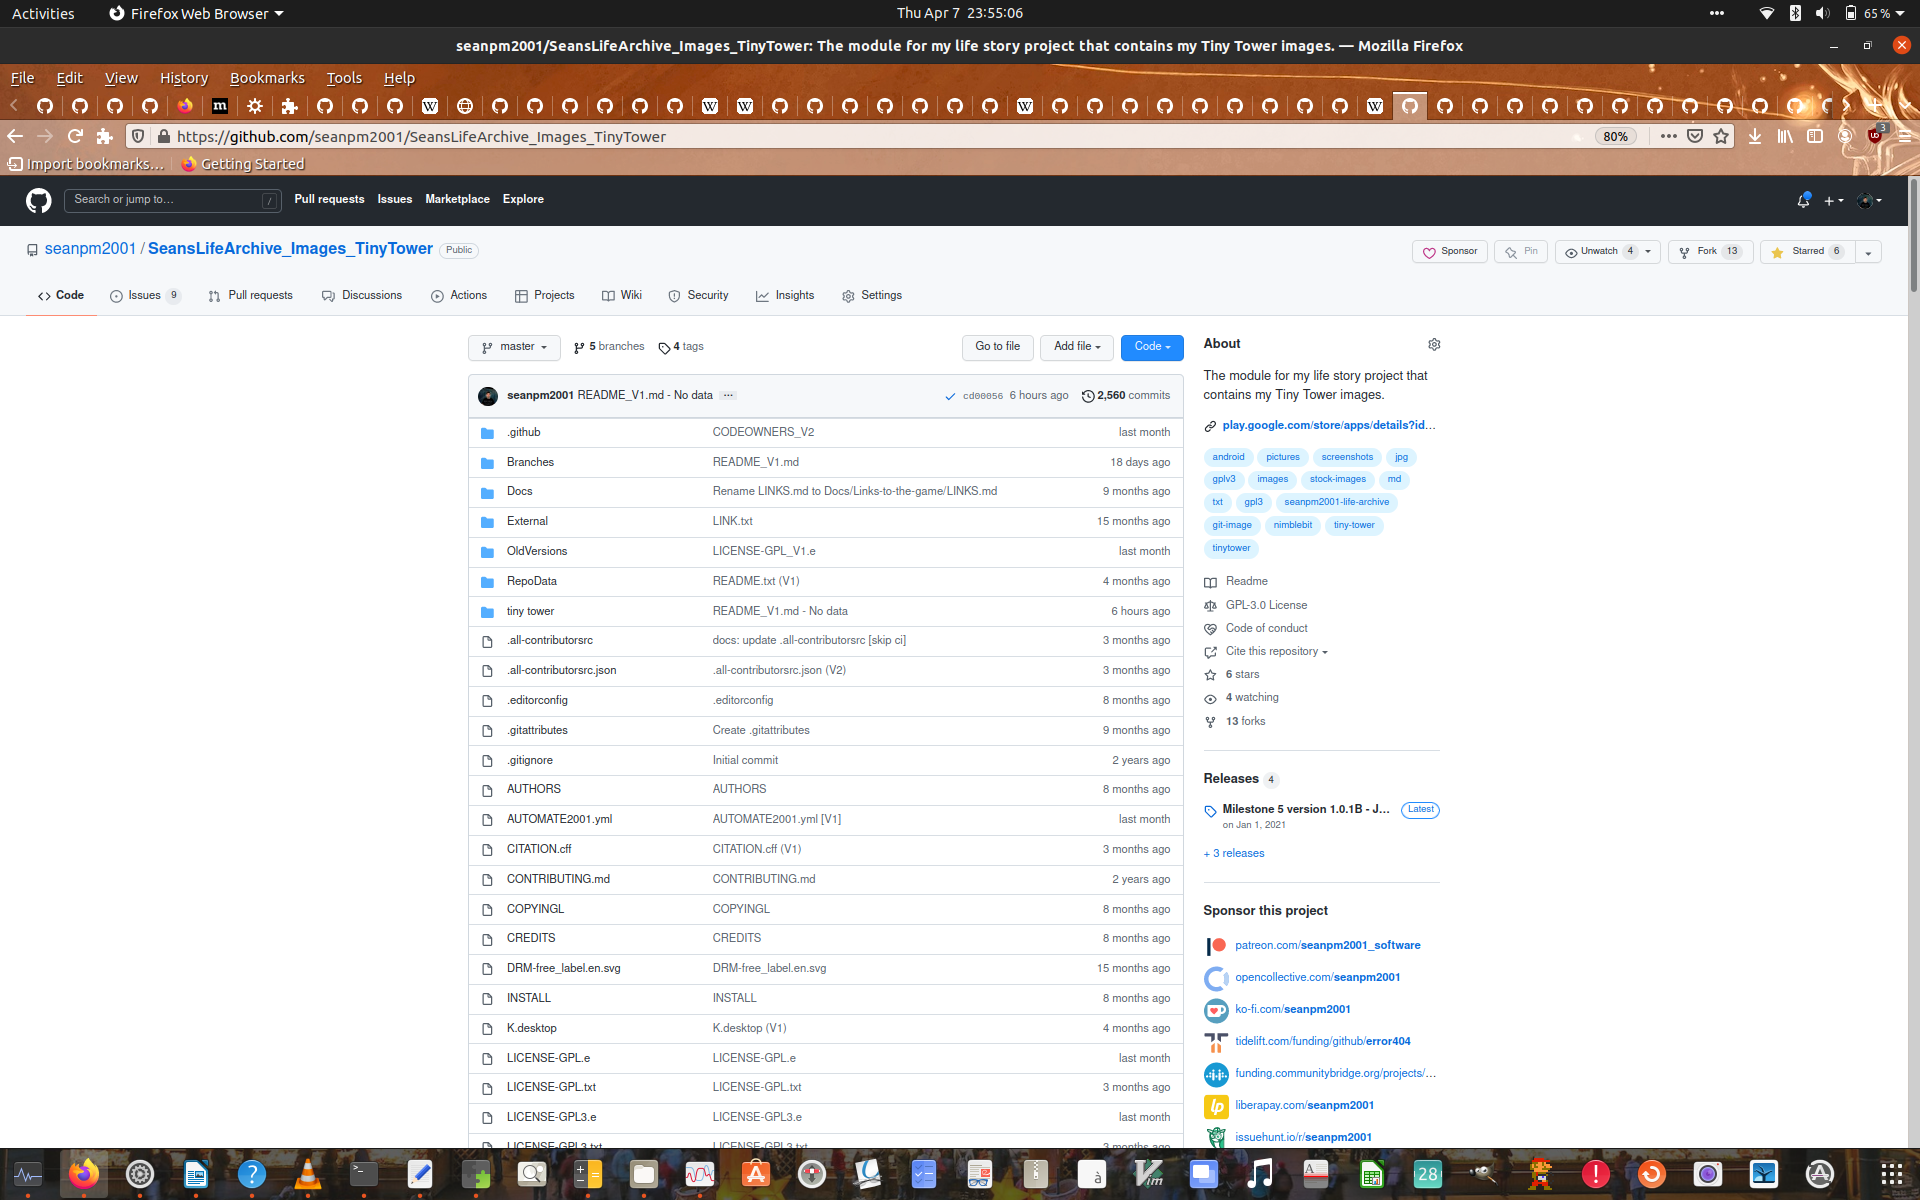 Activities Firefox Web Browser Thu Apr 7 23:55:06 65%
seanpm2001/SeansLifeArchive_Images_TinyTower: The module for my life story project that contains my Tiny Tower images. — Mozilla Firefox
File Edit View History Bookmarks Tools Help
https://github.com/seanpm2001/SeansLifeArchive_Images_TinyTower 80% 3
Import bookmarks... Getting Started
Search or jump to... / Pull requests Issues Marketplace Explore
seanpm2001 / SeansLifeArchive_Images_TinyTower Public Sponsor Pin Unwatch 4 Fork 13 Starred 6
Code Issues 9 Pull requests Discussions Actions Projects Wiki Security Insights Settings
master 5 branches 4 tags Go to file Add file Code
seanpm2001 README_V1.md - No data ... cd00056 6 hours ago 2,560 commits
.github CODEOWNERS_V2 last month
Branches README_V1.md 18 days ago
Docs Rename LINKS.md to Docs/Links-to-the-game/LINKS.md 9 months ago
External LINK.txt 15 months ago
OldVersions LICENSE-GPL_V1.e last month
RepoData README.txt (V1) 4 months ago
tiny tower README_V1.md - No data 6 hours ago
.all-contributorsrc docs: update .all-contributorsrc [skip ci] 3 months ago
.all-contributorsrc.json .all-contributorsrc.json (V2) 3 months ago
.editorconfig .editorconfig 8 months ago
.gitattributes Create .gitattributes 9 months ago
.gitignore Initial commit 2 years ago
AUTHORS AUTHORS 8 months ago
AUTOMATE2001.yml AUTOMATE2001.yml [V1] last month
CITATION.cff CITATION.cff (V1) 3 months ago
CONTRIBUTING.md CONTRIBUTING.md 2 years ago
COPYINGL COPYINGL 8 months ago
CREDITS CREDITS 8 months ago
DRM-free_label.en.svg DRM-free_label.en.svg 15 months ago
INSTALL INSTALL 8 months ago
K.desktop K.desktop (V1) 4 months ago
LICENSE-GPL.e LICENSE-GPL.e last month
LICENSE-GPL.txt LICENSE-GPL.txt 3 months ago
LICENSE-GPL3.e LICENSE-GPL3.e last month
LICENSE-GPL3.txt LICENSE-GPL3.txt 3 months ago
About
The module for my life story project that
contains my Tiny Tower images.
play.google.com/store/apps/details?id...
android pictures screenshots jpg
gplv3 images stock-images md
txt gpl3 seanpm2001-life-archive
git-image nimblebit tiny-tower
tinytower
Readme
GPL-3.0 License
Code of conduct
Cite this repository
6 stars
4 watching
13 forks
Releases 4
Milestone 5 version 1.0.1B - J... Latest
on Jan 1, 2021
+ 3 releases
Sponsor this project
patreon.com/seanpm2001_software
opencollective.com/seanpm2001
ko-fi.com/seanpm2001
tidelift.com/funding/github/error404
funding.communitybridge.org/projects/...
liberapay.com/seanpm2001
issuehunt.io/r/seanpm2001
28